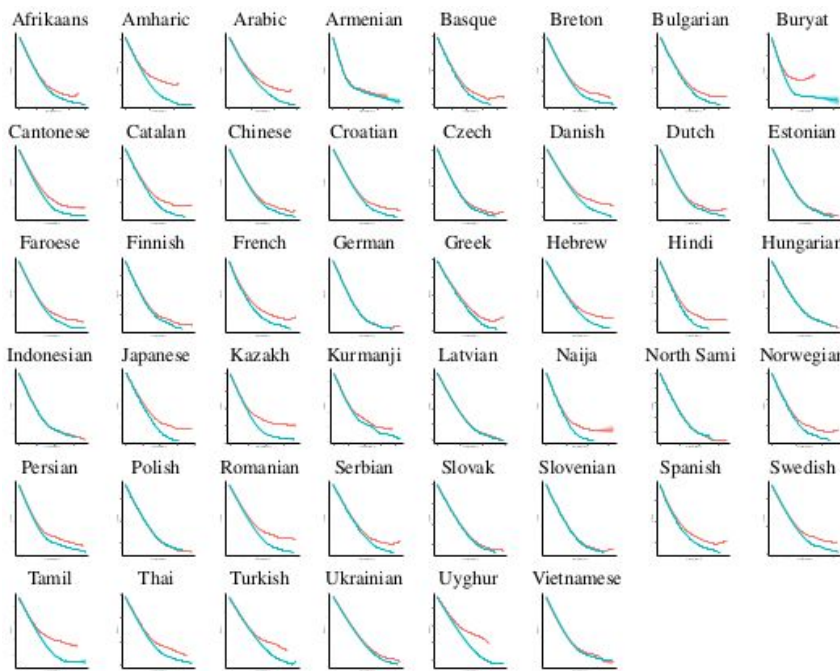 Afrikaans Amharic Arabic Armenian Basque Breton Bulgarian Buryat
Cantonese Catalan Chinese Croatian Czech Danish Dutch Estonian
Faroese Finnish French German Greek Hebrew Hindi Hungarian
Indonesian Japanese Kazakh Kurmanji Latvian Naija North Sami Norwegian
Persian Polish Romanian Serbian Slovak Slovenian Spanish Swedish
Tamil Thai Turkish Ukrainian Uyghur Vietnamese